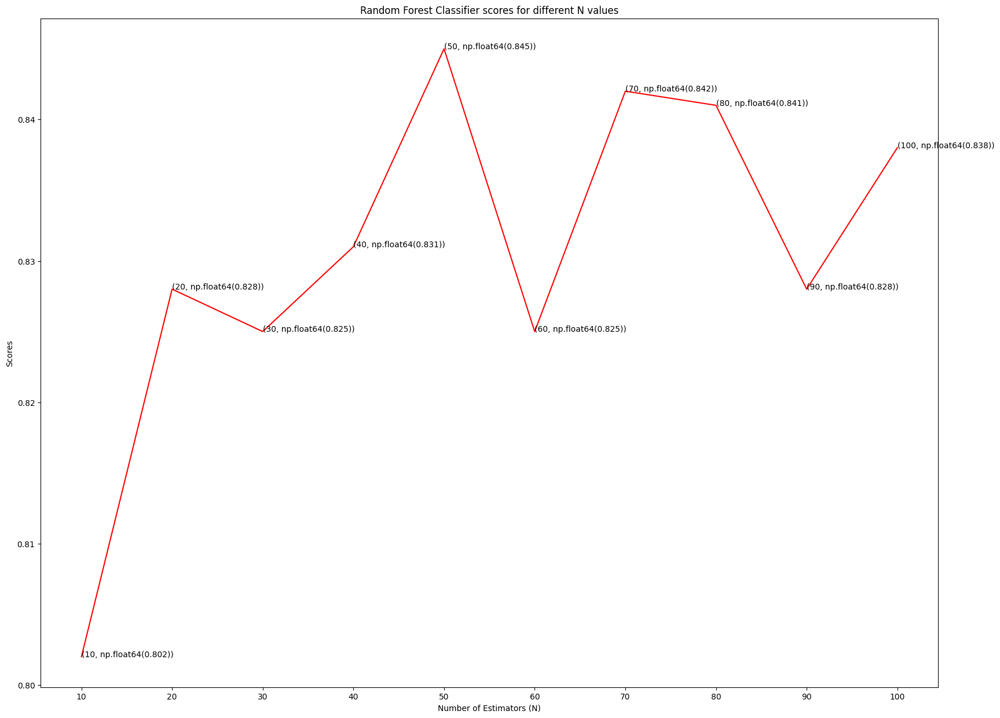 Random Forest Classifier scores for different N values
(50, np.float64(0.845))
(70, np.float64(0.842))
(80, np.float64(0.841))
0.84
(100, np.float64(0.838))
0.83
(40, np.float64(0.831))
(20, np.float64(0.828))
(90, np.float64(0.828))
(30, np.float64(0.825))
(60, np.float64(0.825))
Scores
0.82
0.81
(10, np.float64(0.802))
0.80
10 20 30 40 50 60 70 80 90 100
Number of Estimators (N)